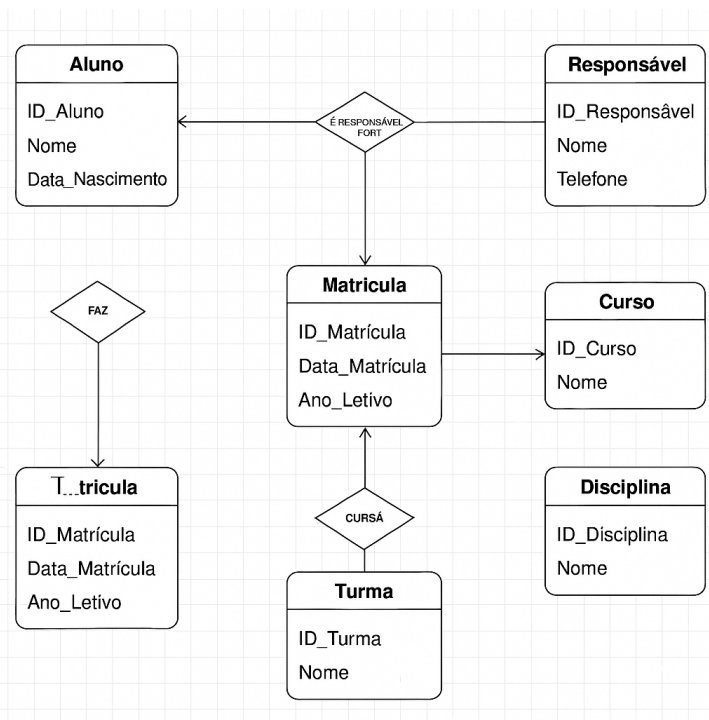 Aluno
ID_Aluno
Nome
Data_Nascimento
É RESPONSÁVEL
FORT
Responsável
ID_Responsâvel
Nome
Telefone
FAZ
Matricula
ID_Matrícula
Data_Matrícula
Ano_Letivo
Curso
ID_Curso
Nome
T...tricula
ID_Matrícula
Data_Matrícula
Ano_Letivo
CURSÁ
Disciplina
ID_Disciplina
Nome
Turma
ID_Turma
Nome